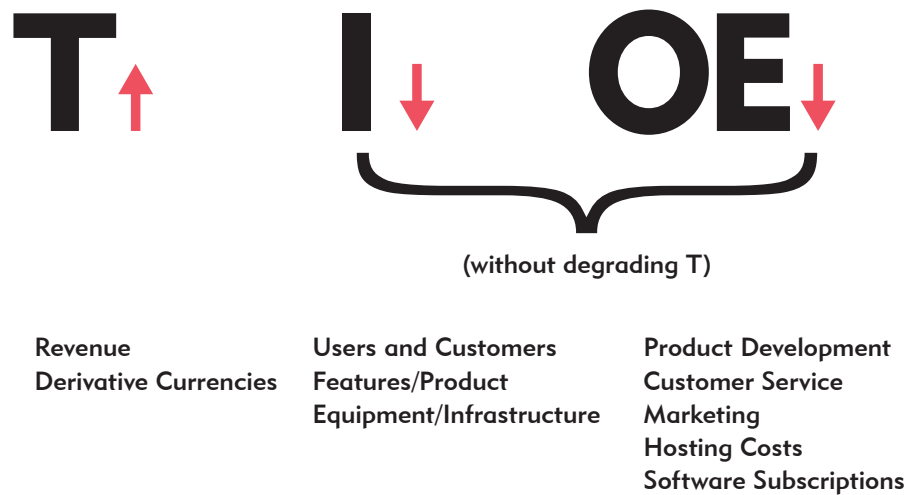 T I OE
(without degrading T)
Revenue
Derivative Currencies
Users and Customers
Features/Product
Equipment/Infrastructure
Product Development
Customer Service
Marketing
Hosting Costs
Software Subscriptions